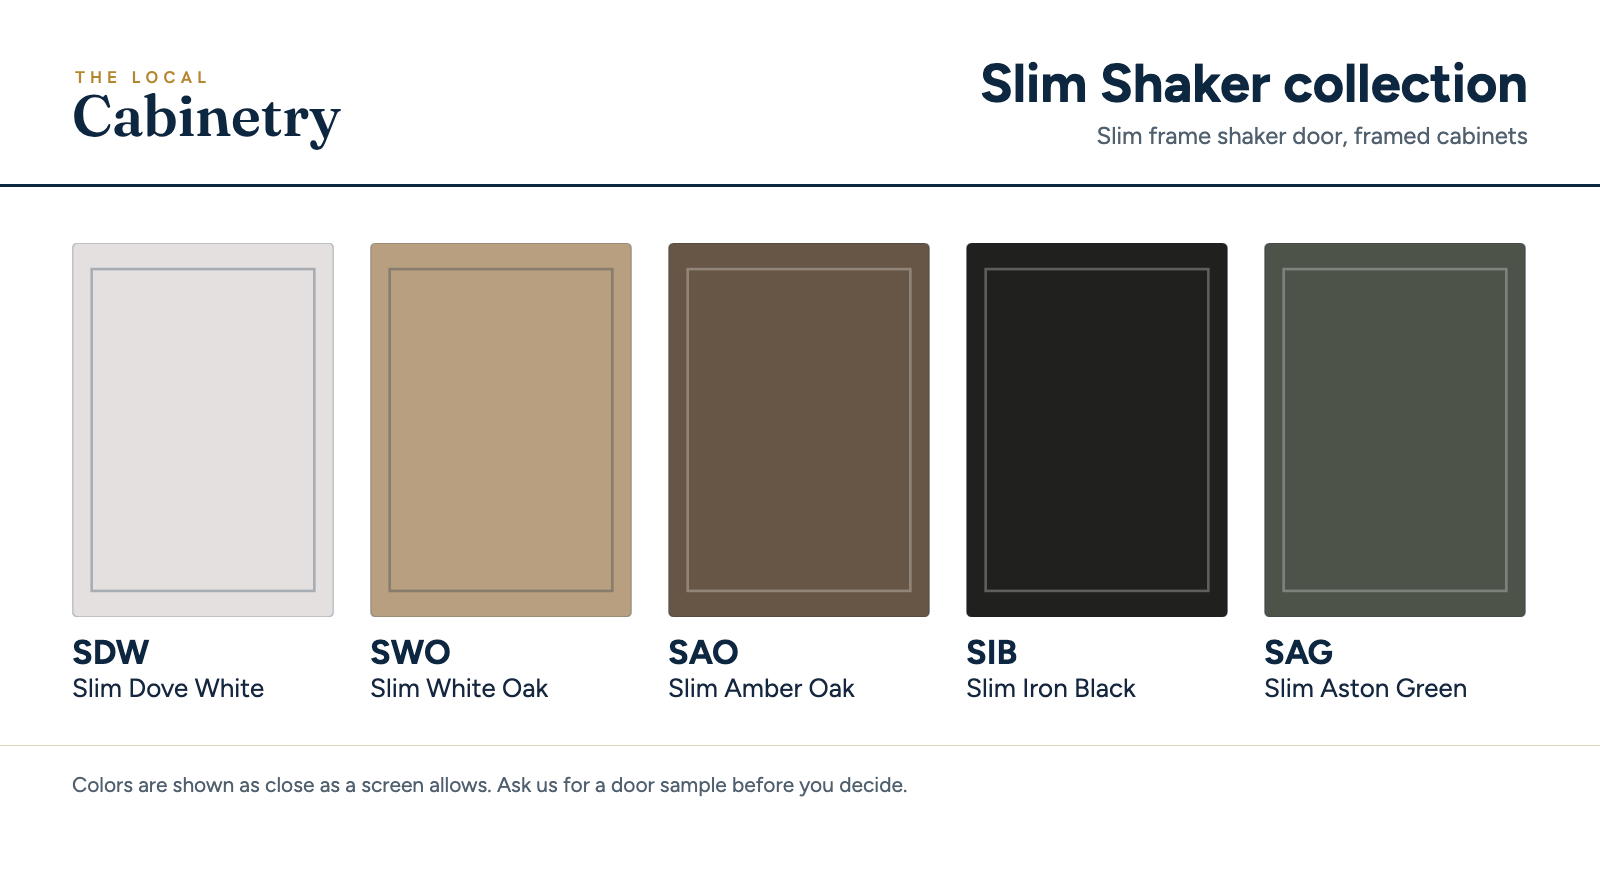 THE LOCAL
Cabinetry
Slim Shaker collection
Slim frame shaker door, framed cabinets
SDW
Slim Dove White
SWO
Slim White Oak
SAO
Slim Amber Oak
SIB
Slim Iron Black
SAG
Slim Aston Green
Colors are shown as close as a screen allows. Ask us for a door sample before you decide.